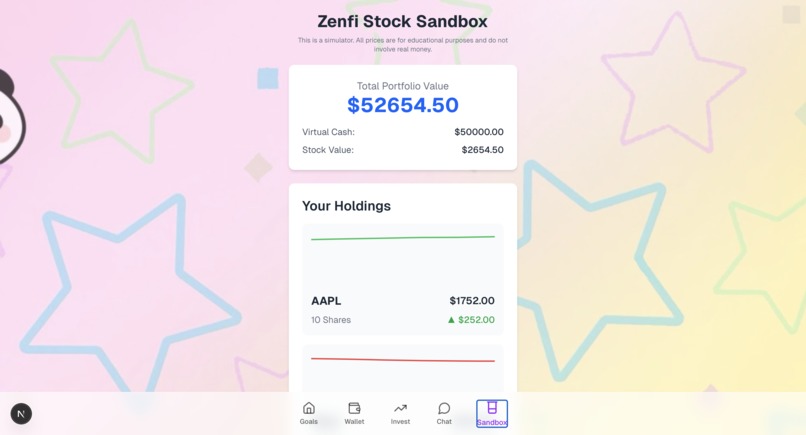 Zenfi Stock Sandbox
This is a simulator. All prices are for educational purposes and do not
involve real money.
Total Portfolio Value
$52654.50
Virtual Cash: $50000.00
Stock Value: $2654.50
Your Holdings
AAPL $1752.00
10 Shares ▲ $252.00
Goals Wallet Invest Chat Sandbox
N